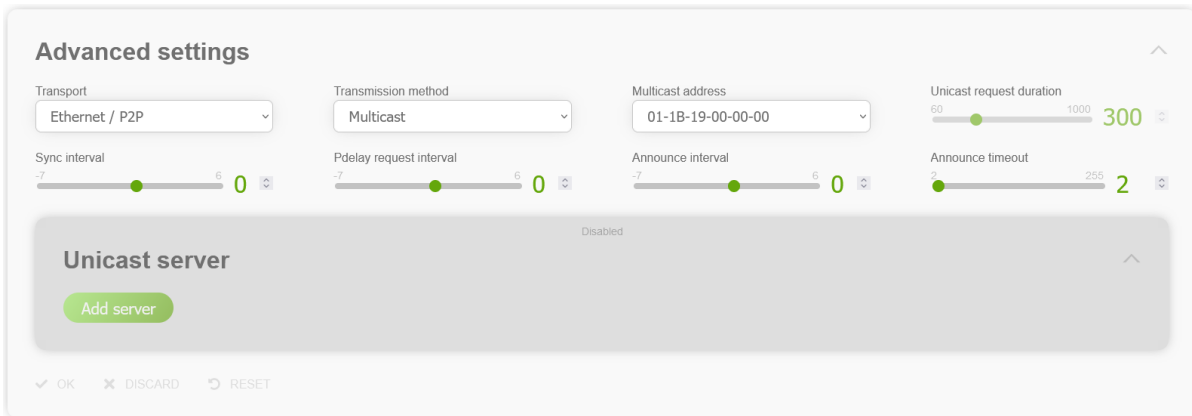 Advanced settings
Transport Transmission method Multicast address Unicast request duration
Ethernet / P2P Multicast 01-1B-19-00-00-00 60 1000 300
Sync interval Pdelay request interval Announce interval Announce timeout
-7 6 0 -7 6 0 -7 6 0 2 255 2
Disabled
Unicast server
Add server
OK DISCARD RESET